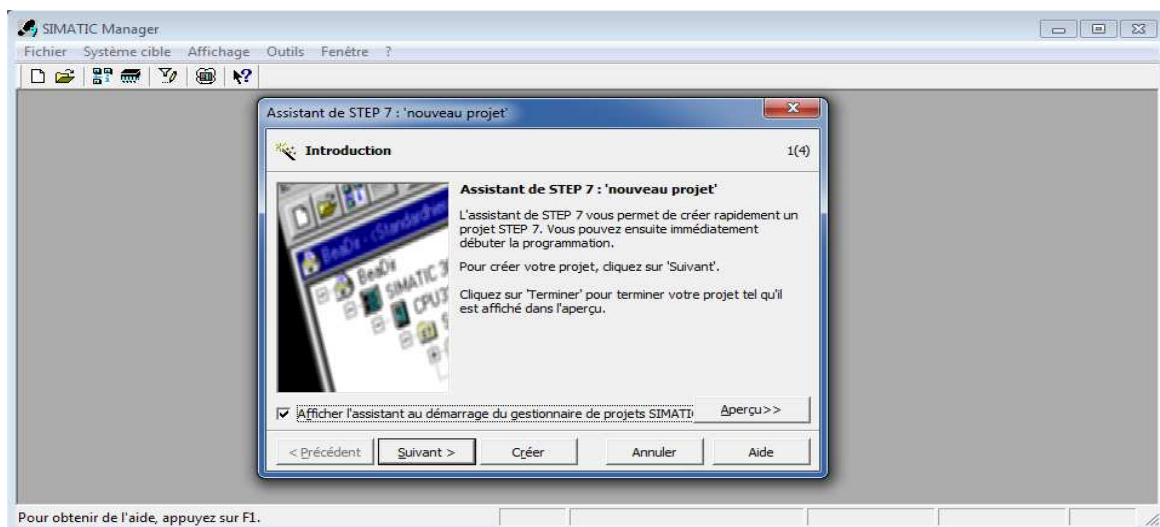 SIMATIC Manager
Fichier Système cible Affichage Outils Fenêtre ?
Assistant de STEP 7 : 'nouveau projet'
Introduction 1(4)
Assistant de STEP 7 : 'nouveau projet'
L'assistant de STEP 7 vous permet de créer rapidement un
projet STEP 7. Vous pouvez ensuite immédiatement
débuter la programmation.
Pour créer votre projet, cliquez sur 'Suivant'.
Cliquez sur 'Terminer' pour terminer votre projet tel qu'il
est affiché dans l'aperçu.
BeaDr
SIMATIC 3
Afficher l'assistant au démarrage du gestionnaire de projets SIMATI
Aperçu>>
< Précédent Suivant > Créer Annuler Aide
Pour obtenir de l'aide, appuyez sur F1.